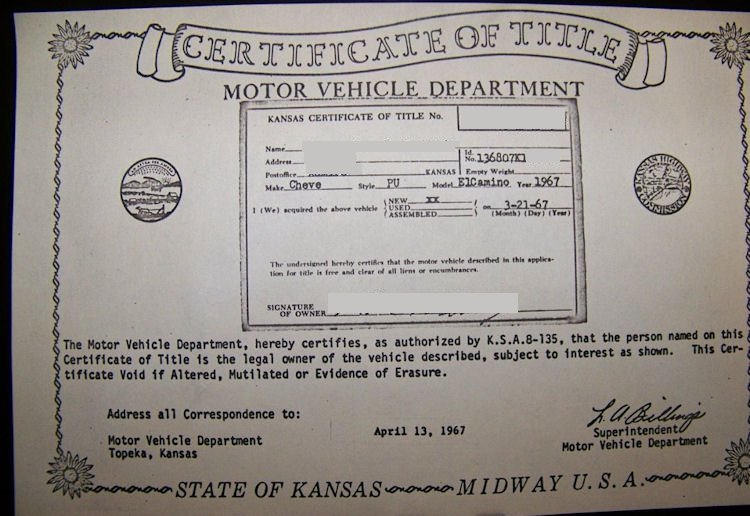 CERTIFICATE OF TITLE
MOTOR VEHICLE DEPARTMENT
KANSAS CERTIFICATE OF TITLE No.
Name
Address
Id. No. 136807K1
Postoffice KANSAS Empty Weight
Make Cheve Style PU Model ElCamino Year 1967
I (We) acquired the above vehicle { NEW XX
USED
ASSEMBLED } on 3-21-67
(Month) (Day) (Year)
The undersigned hereby certifies that the motor vehicle described in this applica-
tion for title is free and clear of all liens or encumbrances.
SIGNATURE
OF OWNER
KANSAS HIGHWAY COMMISSION
The Motor Vehicle Department, hereby certifies, as authorized by K.S.A.8-135, that the person named on this
Certificate of Title is the legal owner of the vehicle described, subject to interest as shown. This Cer-
tificate Void if Altered, Mutilated or Evidence of Erasure.
Address all Correspondence to:
Motor Vehicle Department
Topeka, Kansas
April 13, 1967
L. A. Billings
Superintendent
Motor Vehicle Department
STATE OF KANSAS MIDWAY U.S.A.